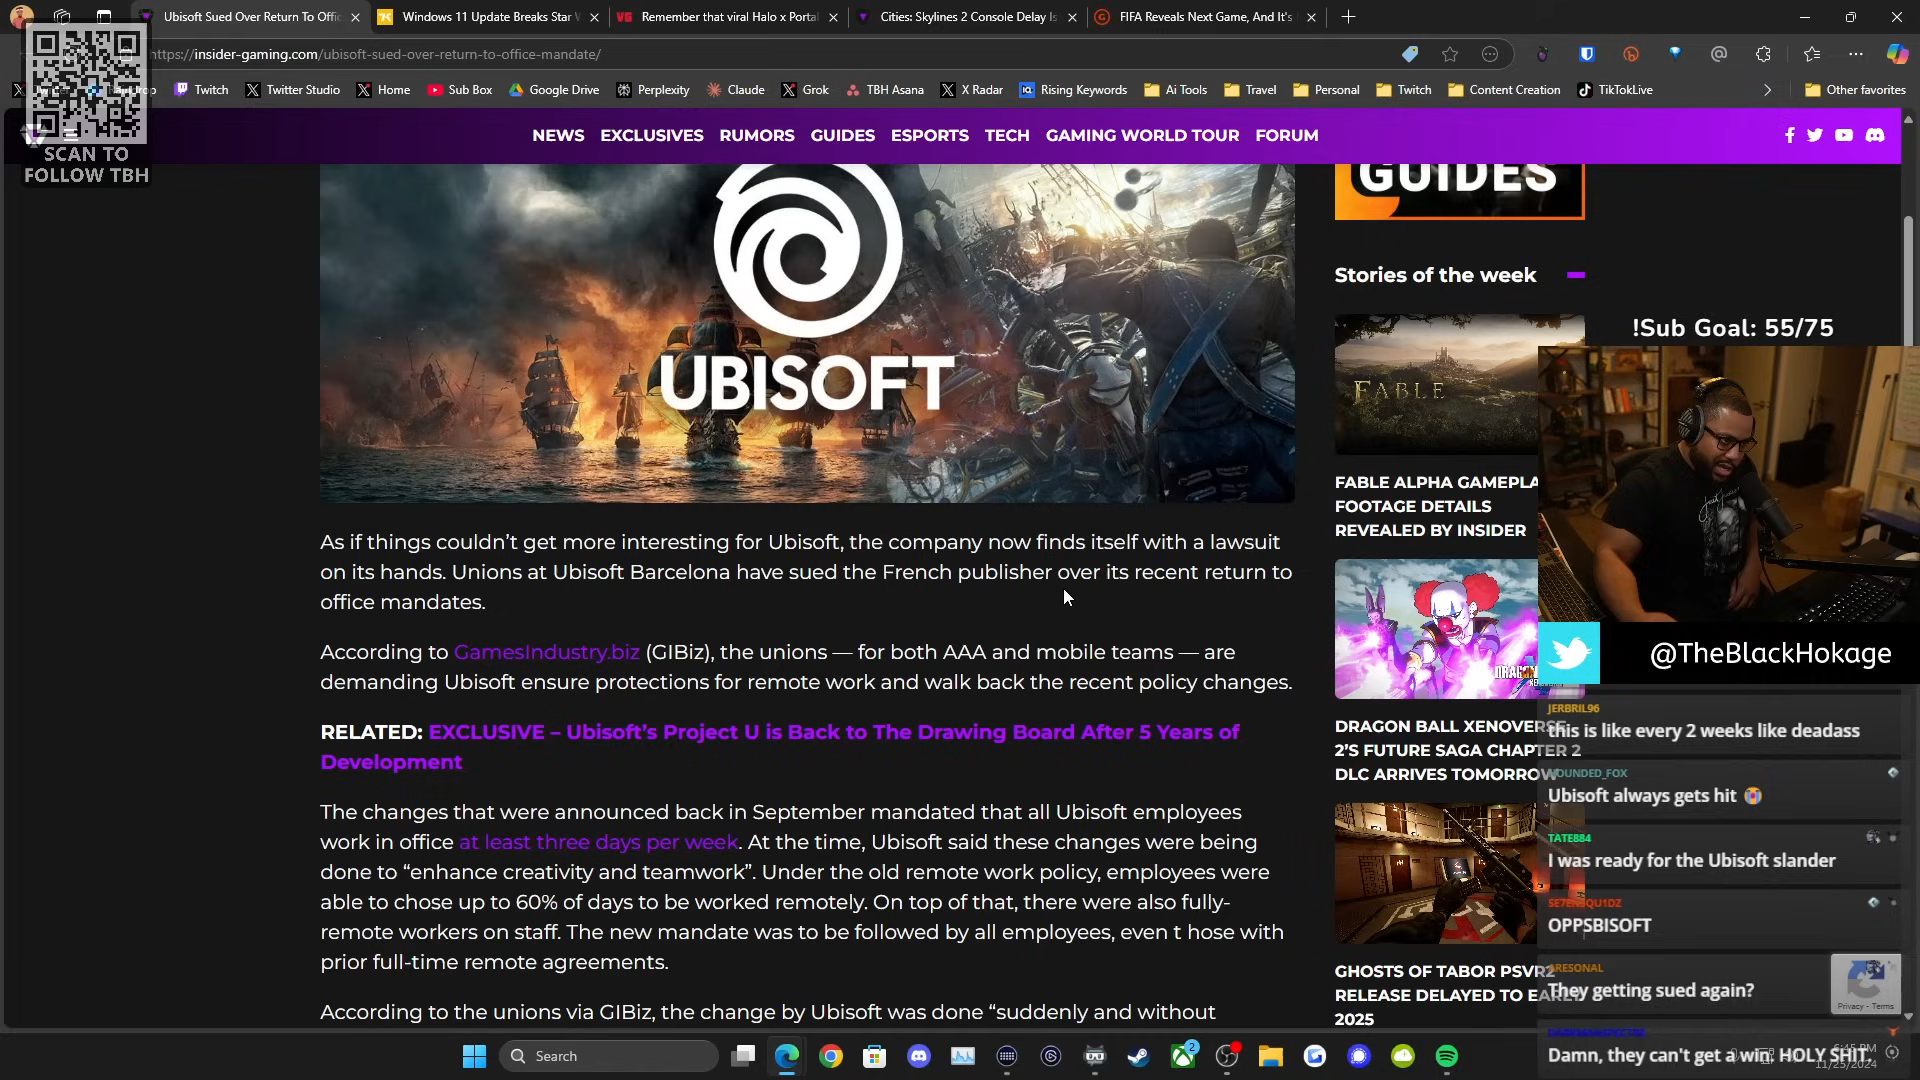 Ubisoft Sued Over Return To Offic
Windows 11 Update Breaks Star W
Remember that viral Halo x Portal
Cities: Skylines 2 Console Delay Is
FIFA Reveals Next Game, And It's
https://insider-gaming.com/ubisoft-sued-over-return-to-office-mandate/
Raindrop
Twitch
Twitter Studio
Home
Sub Box
Google Drive
Perplexity
Claude
Grok
TBH Asana
X Radar
Rising Keywords
Ai Tools
Travel
Personal
Twitch
Content Creation
TikTokLive
Other favorites
SCAN TO
FOLLOW TBH
NEWS EXCLUSIVES RUMORS GUIDES ESPORTS TECH GAMING WORLD TOUR FORUM
UBISOFT
As if things couldn’t get more interesting for Ubisoft, the company now finds itself with a lawsuit
on its hands. Unions at Ubisoft Barcelona have sued the French publisher over its recent return to
office mandates.
According to GamesIndustry.biz (GIBiz), the unions — for both AAA and mobile teams — are
demanding Ubisoft ensure protections for remote work and walk back the recent policy changes.
RELATED: EXCLUSIVE – Ubisoft’s Project U is Back to The Drawing Board After 5 Years of
Development
The changes that were announced back in September mandated that all Ubisoft employees
work in office at least three days per week. At the time, Ubisoft said these changes were being
done to “enhance creativity and teamwork”. Under the old remote work policy, employees were
able to chose up to 60% of days to be worked remotely. On top of that, there were also fully-
remote workers on staff. The new mandate was to be followed by all employees, even t hose with
prior full-time remote agreements.
According to the unions via GIBiz, the change by Ubisoft was done “suddenly and without
GUIDES
Stories of the week
FABLE
FABLE ALPHA GAMEPLA
FOOTAGE DETAILS
REVEALED BY INSIDER
DRAGON BALL XENOVERSE
2’S FUTURE SAGA CHAPTER 2
DLC ARRIVES TOMORROW
GHOSTS OF TABOR PSVR2
RELEASE DELAYED TO EARLY
2025
!Sub Goal: 55/75
@TheBlackHokage
JERBRIL96
this is like every 2 weeks like deadass
WOUNDED_FOX
Ubisoft always gets hit
TATE884
I was ready for the Ubisoft slander
OPPSBISOFT
ARESONAL
They getting sued again?
Privacy - Terms
Damn, they can't get a win, HOLY SHIT.
Search
2
6:45 PM
11/25/2024